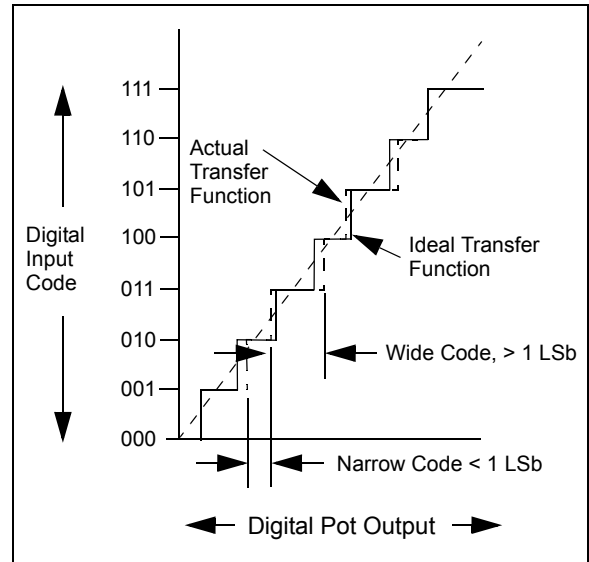 111
110
Actual
Transfer
Function
101
Digital
Input
Code
100
Ideal Transfer
Function
011
010
Wide Code, > 1 LSb
001
000
Narrow Code < 1 LSb
Digital Pot Output